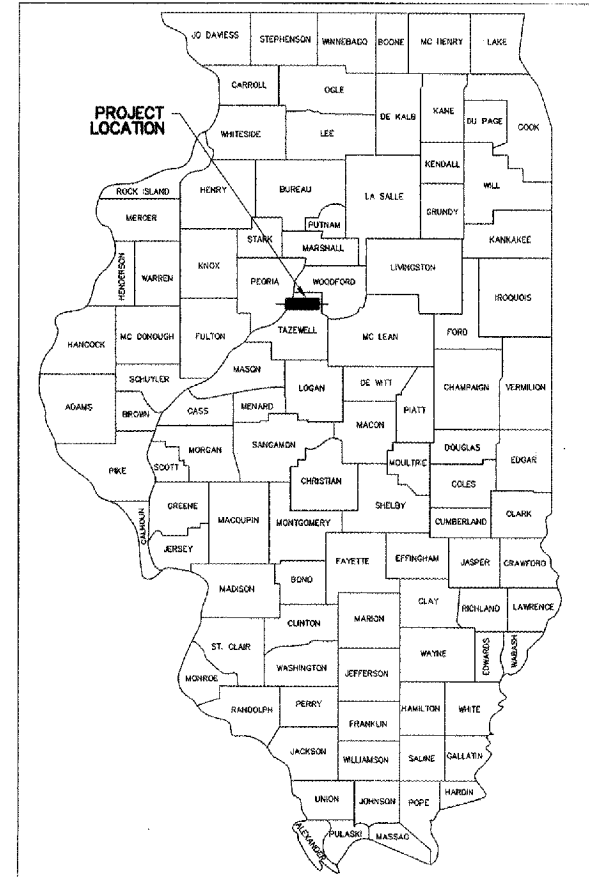 JO DAVIESS
STEPHENSON
WINNEBAGO
BOONE
MC HENRY
LAKE
CARROLL
OGLE
DE KALB
KANE
DU PAGE
COOK
PROJECT
LOCATION
WHITESIDE
LEE
KENDALL
WILL
ROCK ISLAND
HENRY
BUREAU
LA SALLE
GRUNDY
MERCER
PUTNAM
STARK
MARSHALL
KANKAKEE
HENDERSON
WARREN
KNOX
PEORIA
WOODFORD
LIVINGSTON
IROQUOIS
HANCOCK
MC DONOUGH
FULTON
TAZEWELL
MC LEAN
FORD
MASON
SCHUYLER
LOGAN
DE WITT
CHAMPAIGN
VERMILION
ADAMS
BROWN
CASS
MENARD
PIATT
MACON
PIKE
SCOTT
MORGAN
SANGAMON
CHRISTIAN
MOULTRIE
DOUGLAS
EDGAR
COLES
GREENE
MACOUPIN
MONTGOMERY
SHELBY
CUMBERLAND
CLARK
CALHOUN
JERSEY
FAYETTE
EFFINGHAM
JASPER
CRAWFORD
MADISON
BOND
CLAY
RICHLAND
LAWRENCE
CLINTON
MARION
ST. CLAIR
WAYNE
EDWARDS
WABASH
WASHINGTON
JEFFERSON
MONROE
RANDOLPH
PERRY
HAMILTON
WHITE
FRANKLIN
JACKSON
WILLIAMSON
SALINE
GALLATIN
UNION
JOHNSON
POPE
HARDIN
ALEXANDER
PULASKI
MASSAC